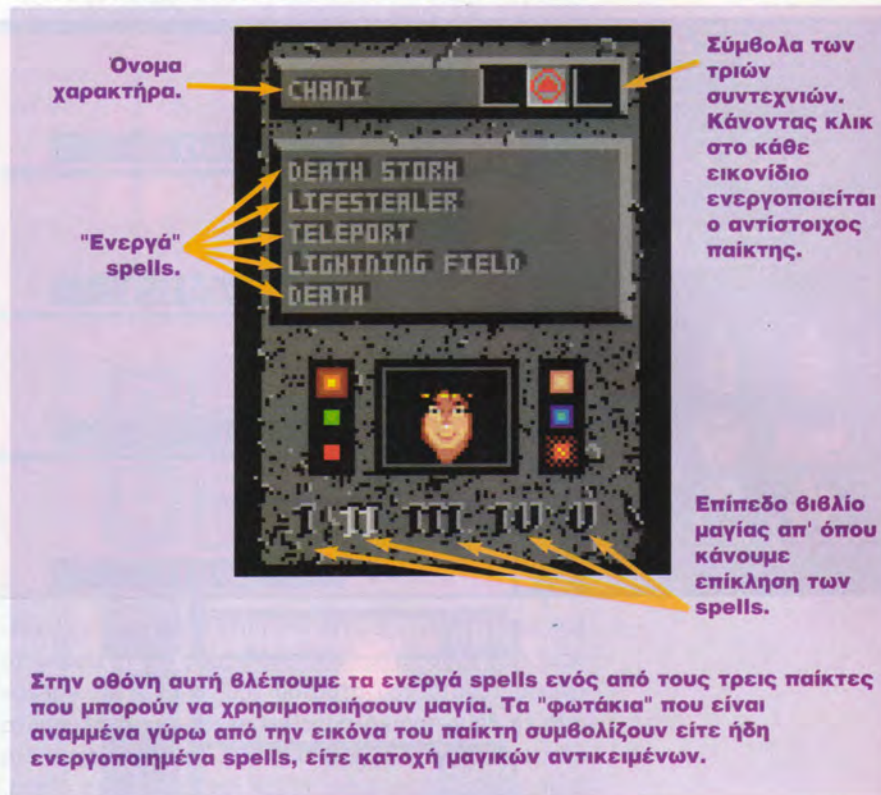 Όνομα
χαρακτήρα.
CHANI
Σύμβολα των
τριών
συντεχνιών.
Κάνοντας κλικ
στο κάθε
εικονίδιο
ενεργοποιείται
ο αντίστοιχος
παίκτης.
"Ενεργά"
spells.
DEATH STORM
LIFESTEALER
TELEPORT
LIGHTNING FIELD
DEATH
I II III IV V
Επίπεδο βιβλίο
μαγίας απ' όπου
κάνουμε
επίκληση των
spells.
Στην οθόνη αυτή βλέπουμε τα ενεργά spells ενός από τους τρεις παίκτες
που μπορούν να χρησιμοποιήσουν μαγία. Τα "φωτάκια" που είναι
αναμμένα γύρω από την εικόνα του παίκτη συμβολίζουν είτε ήδη
ενεργοποιημένα spells, είτε κατοχή μαγικών αντικειμένων.